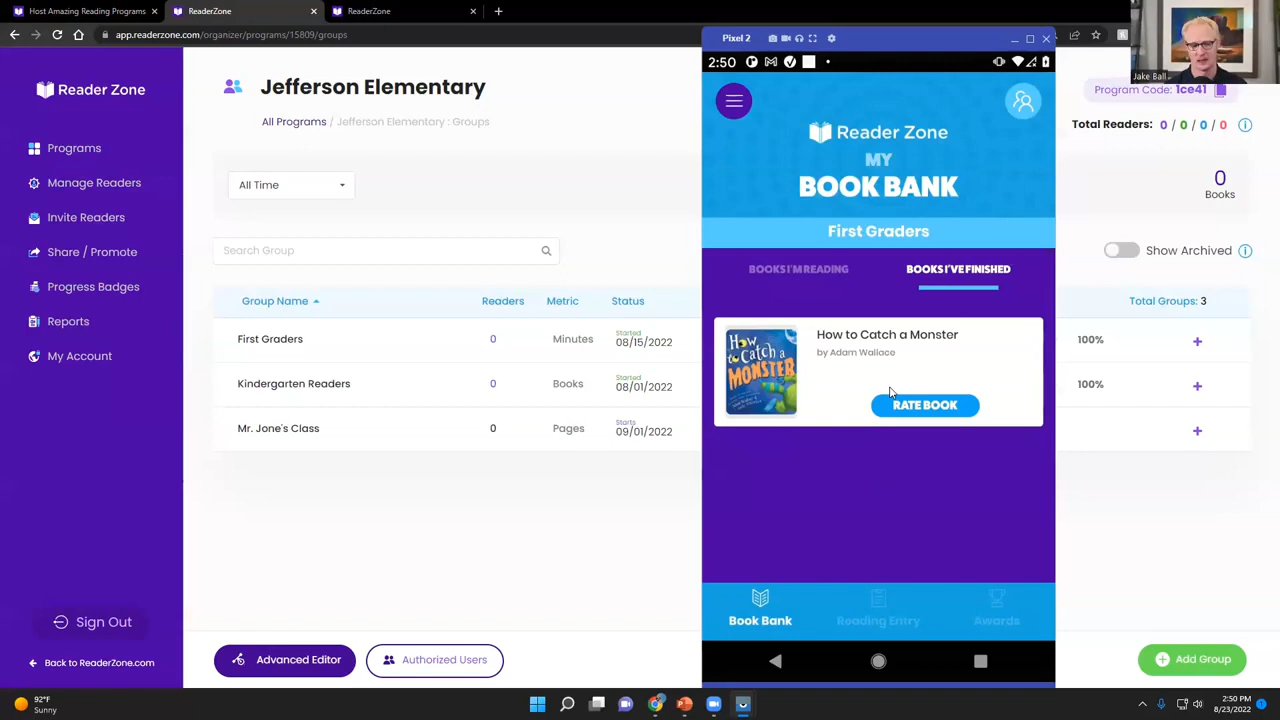 Host Amazing Reading Programs
ReaderZone
ReaderZone
app.readerzone.com/organizer/programs/15809/groups
Reader Zone
Programs
Manage Readers
Invite Readers
Share / Promote
Progress Badges
Reports
My Account
Sign Out
Back to ReaderZone.com
Jefferson Elementary
All Programs / Jefferson Elementary : Groups
All Time
Search Group
Group Name
Readers
Metric
Status
First Graders
0
Minutes
Started
08/15/2022
Kindergarten Readers
0
Books
Started
08/01/2022
Mr. Jone's Class
0
Pages
Starts
09/01/2022
Advanced Editor
Authorized Users
Pixel 2
2:50
Reader Zone
MY
BOOK BANK
First Graders
BOOKS I'M READING
BOOKS I'VE FINISHED
How to Catch a MONSTER
How to Catch a Monster
by Adam Wallace
RATE BOOK
Book Bank
Reading Entry
Awards
Jake Ball
Program Code: 1ce41
Total Readers: 0 / 0 / 0 / 0
0
Books
Show Archived
Total Groups: 3
100%
100%
Add Group
92°F
Sunny
2:50 PM
8/23/2022